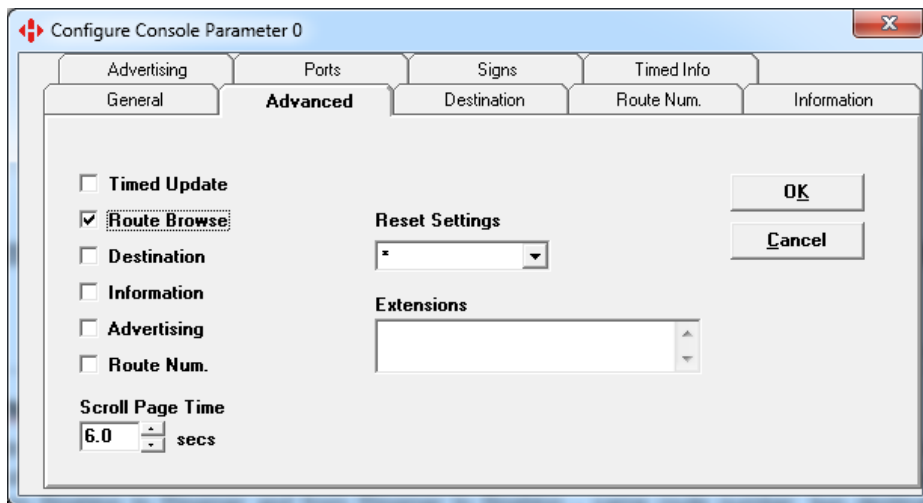 Configure Console Parameter 0
Advertising Ports Signs Timed Info
General Advanced Destination Route Num. Information
Timed Update
Route Browse
Destination
Information
Advertising
Route Num.
Scroll Page Time
6.0 secs
Reset Settings
*
Extensions
OK
Cancel